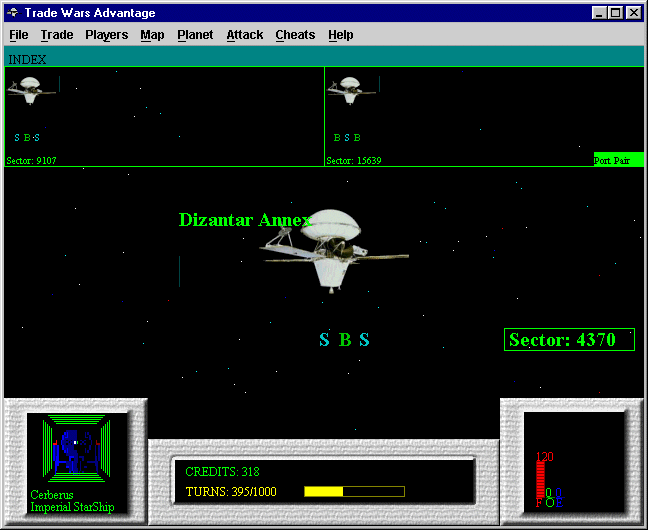 Trade Wars Advantage
File Trade Players Map Planet Attack Cheats Help
INDEX
S B S
Sector: 9107
B S B
Sector: 15639
Port Pair
Dizantar Annex
S B S
Sector: 4370
Cerberus
Imperial StarShip
CREDITS: 318
TURNS: 395/1000
120
0 0
F O E